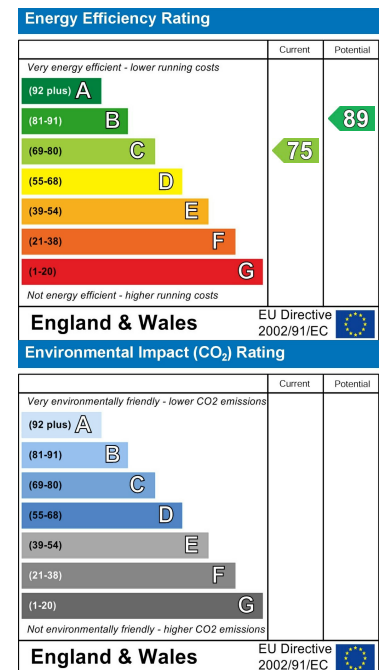 Energy Efficiency Rating
Current Potential
Very energy efficient - lower running costs
(92 plus) A
(81-91) B 89
(69-80) C 75
(55-68) D
(39-54) E
(21-38) F
(1-20) G
Not energy efficient - higher running costs
England & Wales
EU Directive
2002/91/EC
Environmental Impact (CO₂) Rating
Current Potential
Very environmentally friendly - lower CO2 emissions
(92 plus) A
(81-91) B
(69-80) C
(55-68) D
(39-54) E
(21-38) F
(1-20) G
Not environmentally friendly - higher CO2 emissions
England & Wales
EU Directive
2002/91/EC